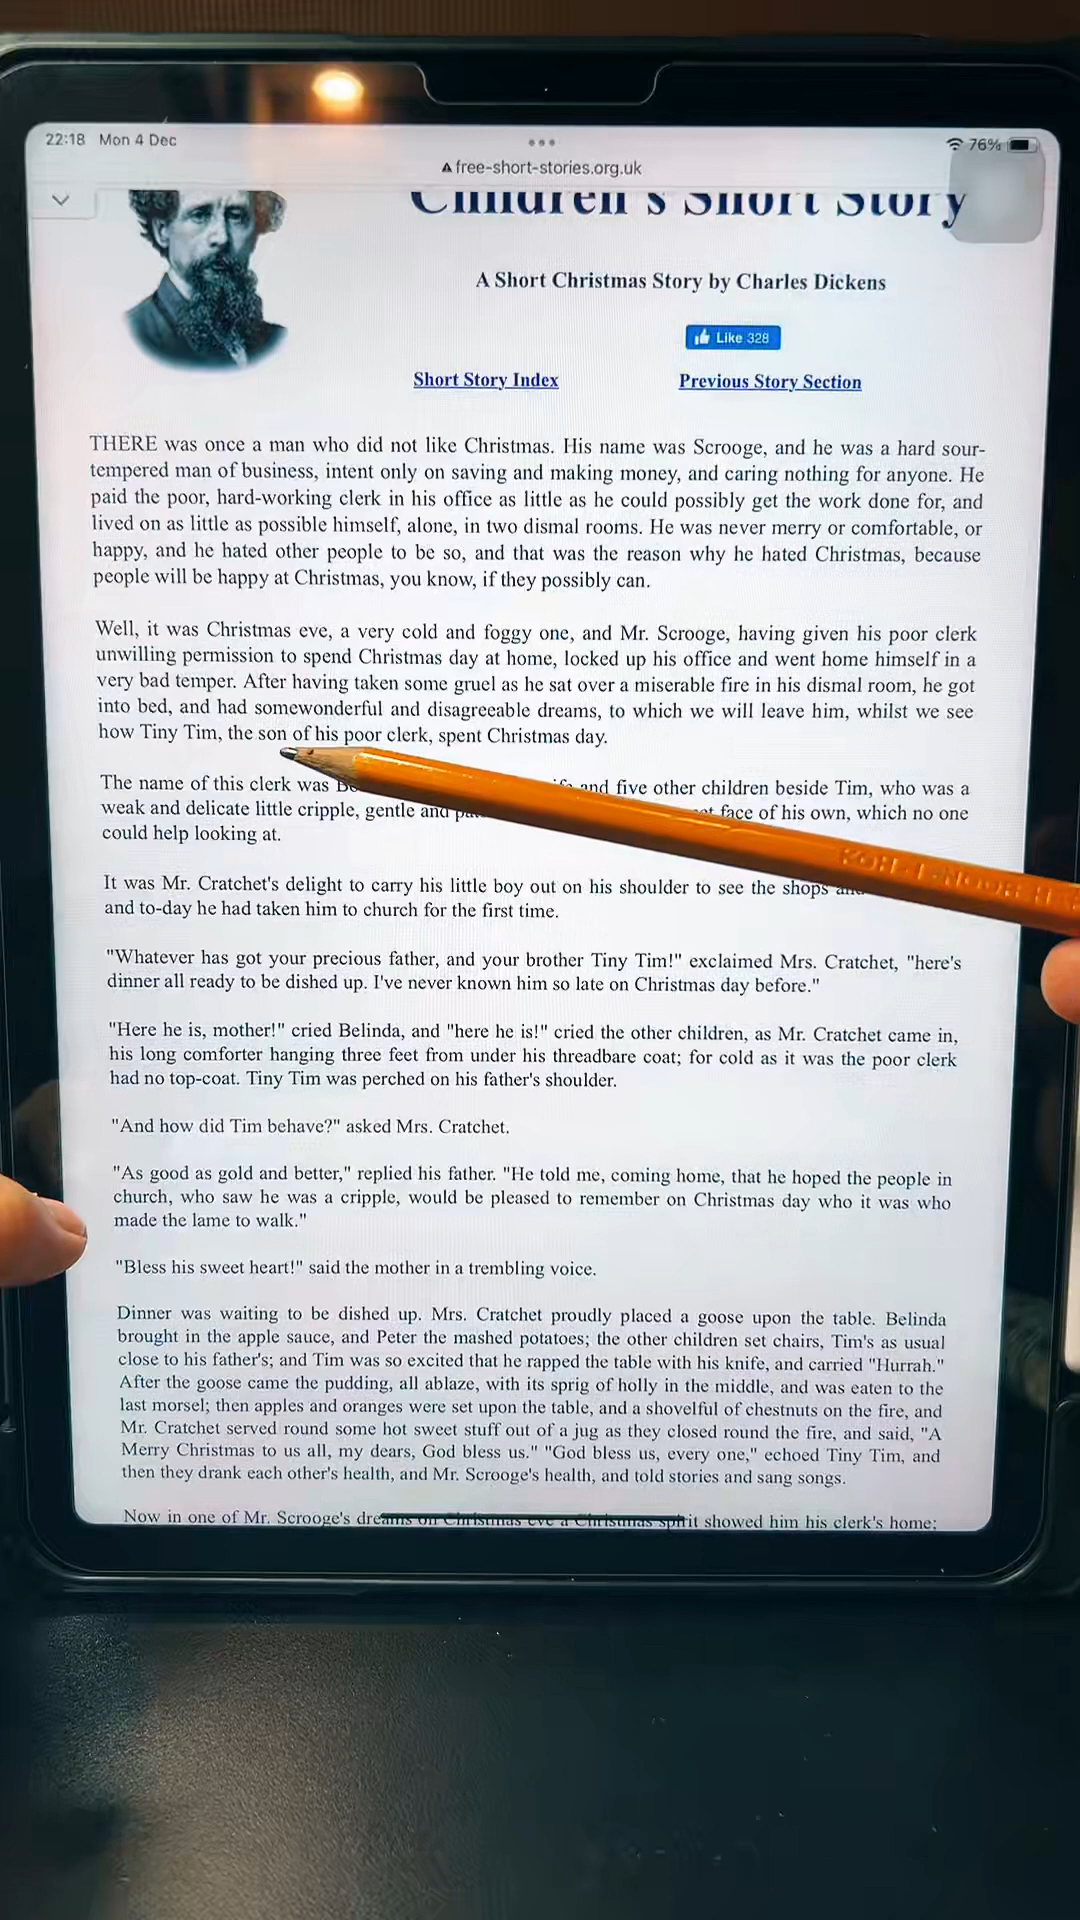 22:18 Mon 4 Dec
76%
free-short-stories.org.uk
Children's Short Story
A Short Christmas Story by Charles Dickens
Like 328
Short Story Index Previous Story Section
THERE was once a man who did not like Christmas. His name was Scrooge, and he was a hard sour-
tempered man of business, intent only on saving and making money, and caring nothing for anyone. He
paid the poor, hard-working clerk in his office as little as he could possibly get the work done for, and
lived on as little as possible himself, alone, in two dismal rooms. He was never merry or comfortable, or
happy, and he hated other people to be so, and that was the reason why he hated Christmas, because
people will be happy at Christmas, you know, if they possibly can.
Well, it was Christmas eve, a very cold and foggy one, and Mr. Scrooge, having given his poor clerk
unwilling permission to spend Christmas day at home, locked up his office and went home himself in a
very bad temper. After having taken some gruel as he sat over a miserable fire in his dismal room, he got
into bed, and had somewonderful and disagreeable dreams, to which we will leave him, whilst we see
how Tiny Tim, the son of his poor clerk, spent Christmas day.
The name of this clerk was and five other children beside Tim, who was a
weak and delicate little cripple, gentle and face of his own, which no one
could help looking at.
It was Mr. Cratchet's delight to carry his little boy out on his shoulder to see the shops
and to-day he had taken him to church for the first time.
"Whatever has got your precious father, and your brother Tiny Tim!" exclaimed Mrs. Cratchet, "here's
dinner all ready to be dished up. I've never known him so late on Christmas day before."
"Here he is, mother!" cried Belinda, and "here he is!" cried the other children, as Mr. Cratchet came in,
his long comforter hanging three feet from under his threadbare coat; for cold as it was the poor clerk
had no top-coat. Tiny Tim was perched on his father's shoulder.
"And how did Tim behave?" asked Mrs. Cratchet.
"As good as gold and better," replied his father. "He told me, coming home, that he hoped the people in
church, who saw he was a cripple, would be pleased to remember on Christmas day who it was who
made the lame to walk."
"Bless his sweet heart!" said the mother in a trembling voice.
Dinner was waiting to be dished up. Mrs. Cratchet proudly placed a goose upon the table. Belinda
brought in the apple sauce, and Peter the mashed potatoes; the other children set chairs, Tim's as usual
close to his father's; and Tim was so excited that he rapped the table with his knife, and carried "Hurrah."
After the goose came the pudding, all ablaze, with its sprig of holly in the middle, and was eaten to the
last morsel; then apples and oranges were set upon the table, and a shovelful of chestnuts on the fire, and
Mr. Cratchet served round some hot sweet stuff out of a jug as they closed round the fire, and said, "A
Merry Christmas to us all, my dears, God bless us." "God bless us, every one," echoed Tiny Tim, and
then they drank each other's health, and Mr. Scrooge's health, and told stories and sang songs.
Now in one of Mr. Scrooge's dreams on Christmas eve a Christmas spirit showed him his clerk's home;
KOH-I-NOOR